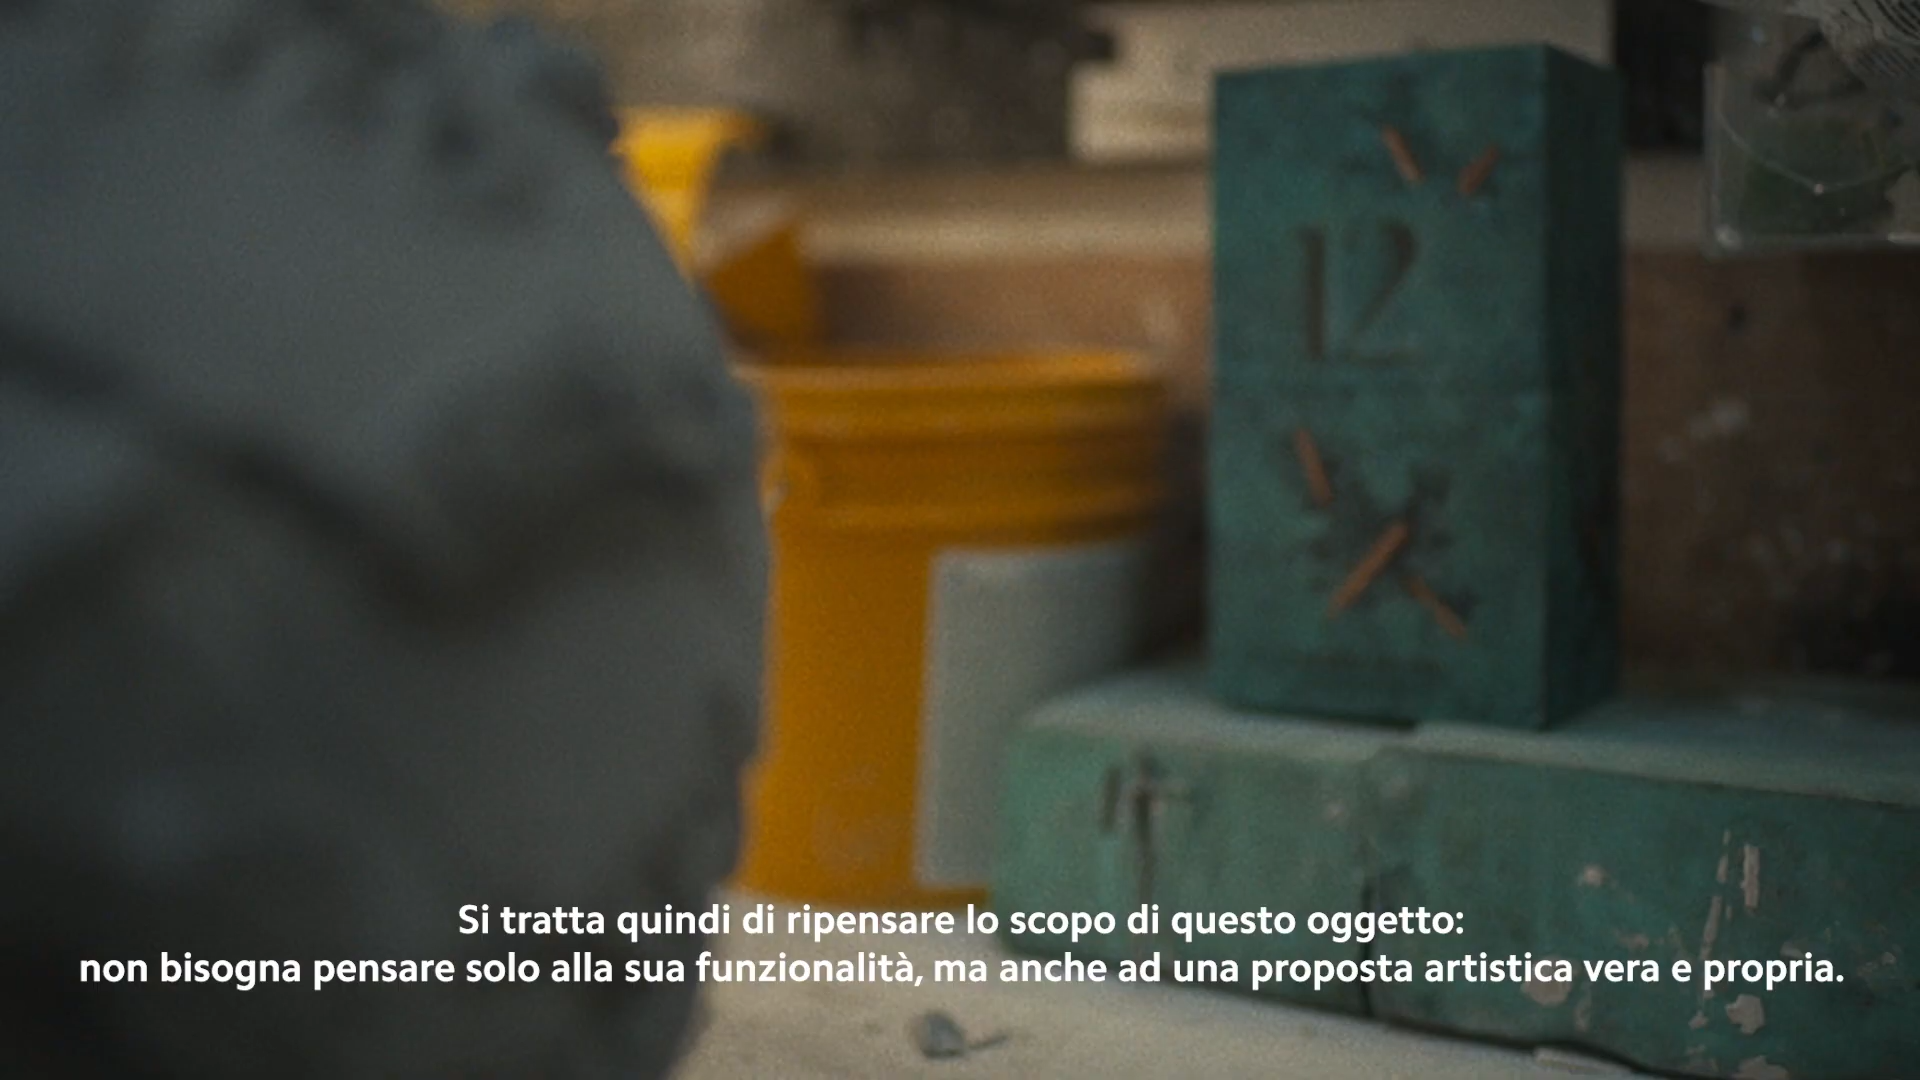 12
Si tratta quindi di ripensare lo scopo di questo oggetto:
non bisogna pensare solo alla sua funzionalità, ma anche ad una proposta artistica vera e propria.